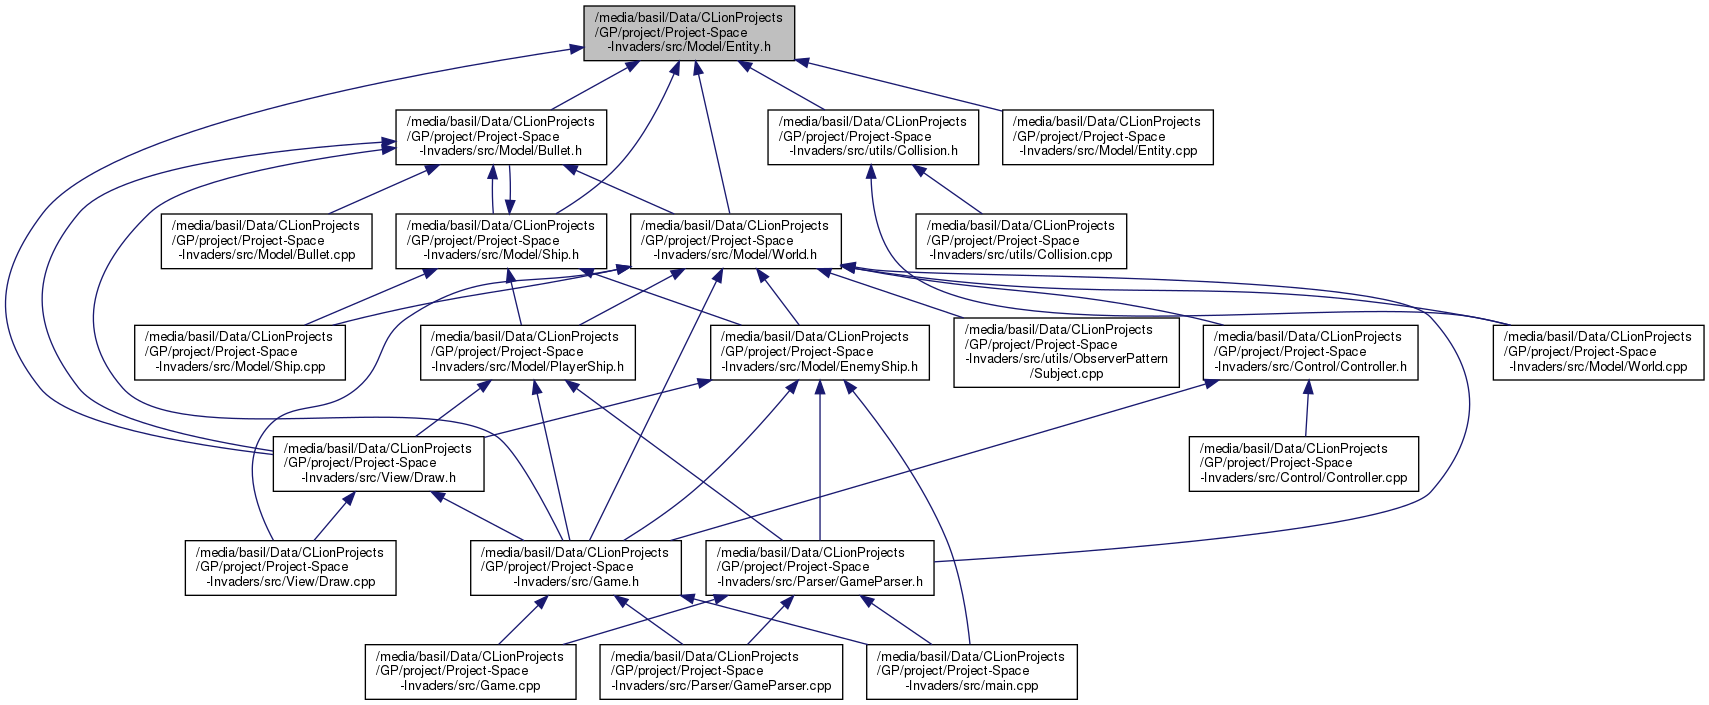 /media/basil/Data/CLionProjects
/GP/project/Project-Space
-Invaders/src/Model/Entity.h
/media/basil/Data/CLionProjects
/GP/project/Project-Space
-Invaders/src/Model/Bullet.h
/media/basil/Data/CLionProjects
/GP/project/Project-Space
-Invaders/src/utils/Collision.h
/media/basil/Data/CLionProjects
/GP/project/Project-Space
-Invaders/src/Model/Entity.cpp
/media/basil/Data/CLionProjects
/GP/project/Project-Space
-Invaders/src/Model/Bullet.cpp
/media/basil/Data/CLionProjects
/GP/project/Project-Space
-Invaders/src/Model/Ship.h
/media/basil/Data/CLionProjects
/GP/project/Project-Space
-Invaders/src/Model/World.h
/media/basil/Data/CLionProjects
/GP/project/Project-Space
-Invaders/src/utils/Collision.cpp
/media/basil/Data/CLionProjects
/GP/project/Project-Space
-Invaders/src/Model/Ship.cpp
/media/basil/Data/CLionProjects
/GP/project/Project-Space
-Invaders/src/Model/PlayerShip.h
/media/basil/Data/CLionProjects
/GP/project/Project-Space
-Invaders/src/Model/EnemyShip.h
/media/basil/Data/CLionProjects
/GP/project/Project-Space
-Invaders/src/utils/ObserverPattern
/Subject.cpp
/media/basil/Data/CLionProjects
/GP/project/Project-Space
-Invaders/src/Control/Controller.h
/media/basil/Data/CLionProjects
/GP/project/Project-Space
-Invaders/src/Model/World.cpp
/media/basil/Data/CLionProjects
/GP/project/Project-Space
-Invaders/src/View/Draw.h
/media/basil/Data/CLionProjects
/GP/project/Project-Space
-Invaders/src/Control/Controller.cpp
/media/basil/Data/CLionProjects
/GP/project/Project-Space
-Invaders/src/View/Draw.cpp
/media/basil/Data/CLionProjects
/GP/project/Project-Space
-Invaders/src/Game.h
/media/basil/Data/CLionProjects
/GP/project/Project-Space
-Invaders/src/Parser/GameParser.h
/media/basil/Data/CLionProjects
/GP/project/Project-Space
-Invaders/src/Game.cpp
/media/basil/Data/CLionProjects
/GP/project/Project-Space
-Invaders/src/Parser/GameParser.cpp
/media/basil/Data/CLionProjects
/GP/project/Project-Space
-Invaders/src/main.cpp